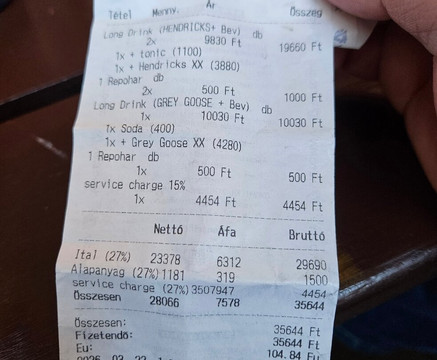 Tétel Menny. Ár Összeg
Long Drink (HENDRICKS+ Bev) db
2x 9830 Ft 19660 Ft
1x + tonic (1100)
1x + Hendricks XX (3880)
1 Repohar db
2x 500 Ft 1000 Ft
Long Drink (GREY GOOSE + Bev) db
1x 10030 Ft 10030 Ft
1x Soda (400)
1x + Grey Goose XX (4280)
1 Repohar db
1x 500 Ft 500 Ft
service charge 15%
1x 4454 Ft 4454 Ft
Nettó Áfa Bruttó
Ital (27%) 23378 6312 29690
Alapanyag (27%)1181 319 1500
service charge (27%)3507947 4454
Összesen 28066 7578 35644
Összesen: 35644 Ft
Fizetendő: 35644 Ft
Eu: 104.84 Eu